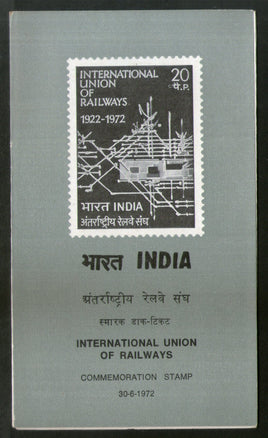 INTERNATIONAL 20
UNION प.P.
OF
RAILWAYS
1922-1972
भारत INDIA
अंतर्राष्ट्रीय रेलवे संघ
भारत INDIA
अंतर्राष्ट्रीय रेलवे संघ
स्मारक डाक-टिकट
INTERNATIONAL UNION
OF RAILWAYS
COMMEMORATION STAMP
30-6-1972